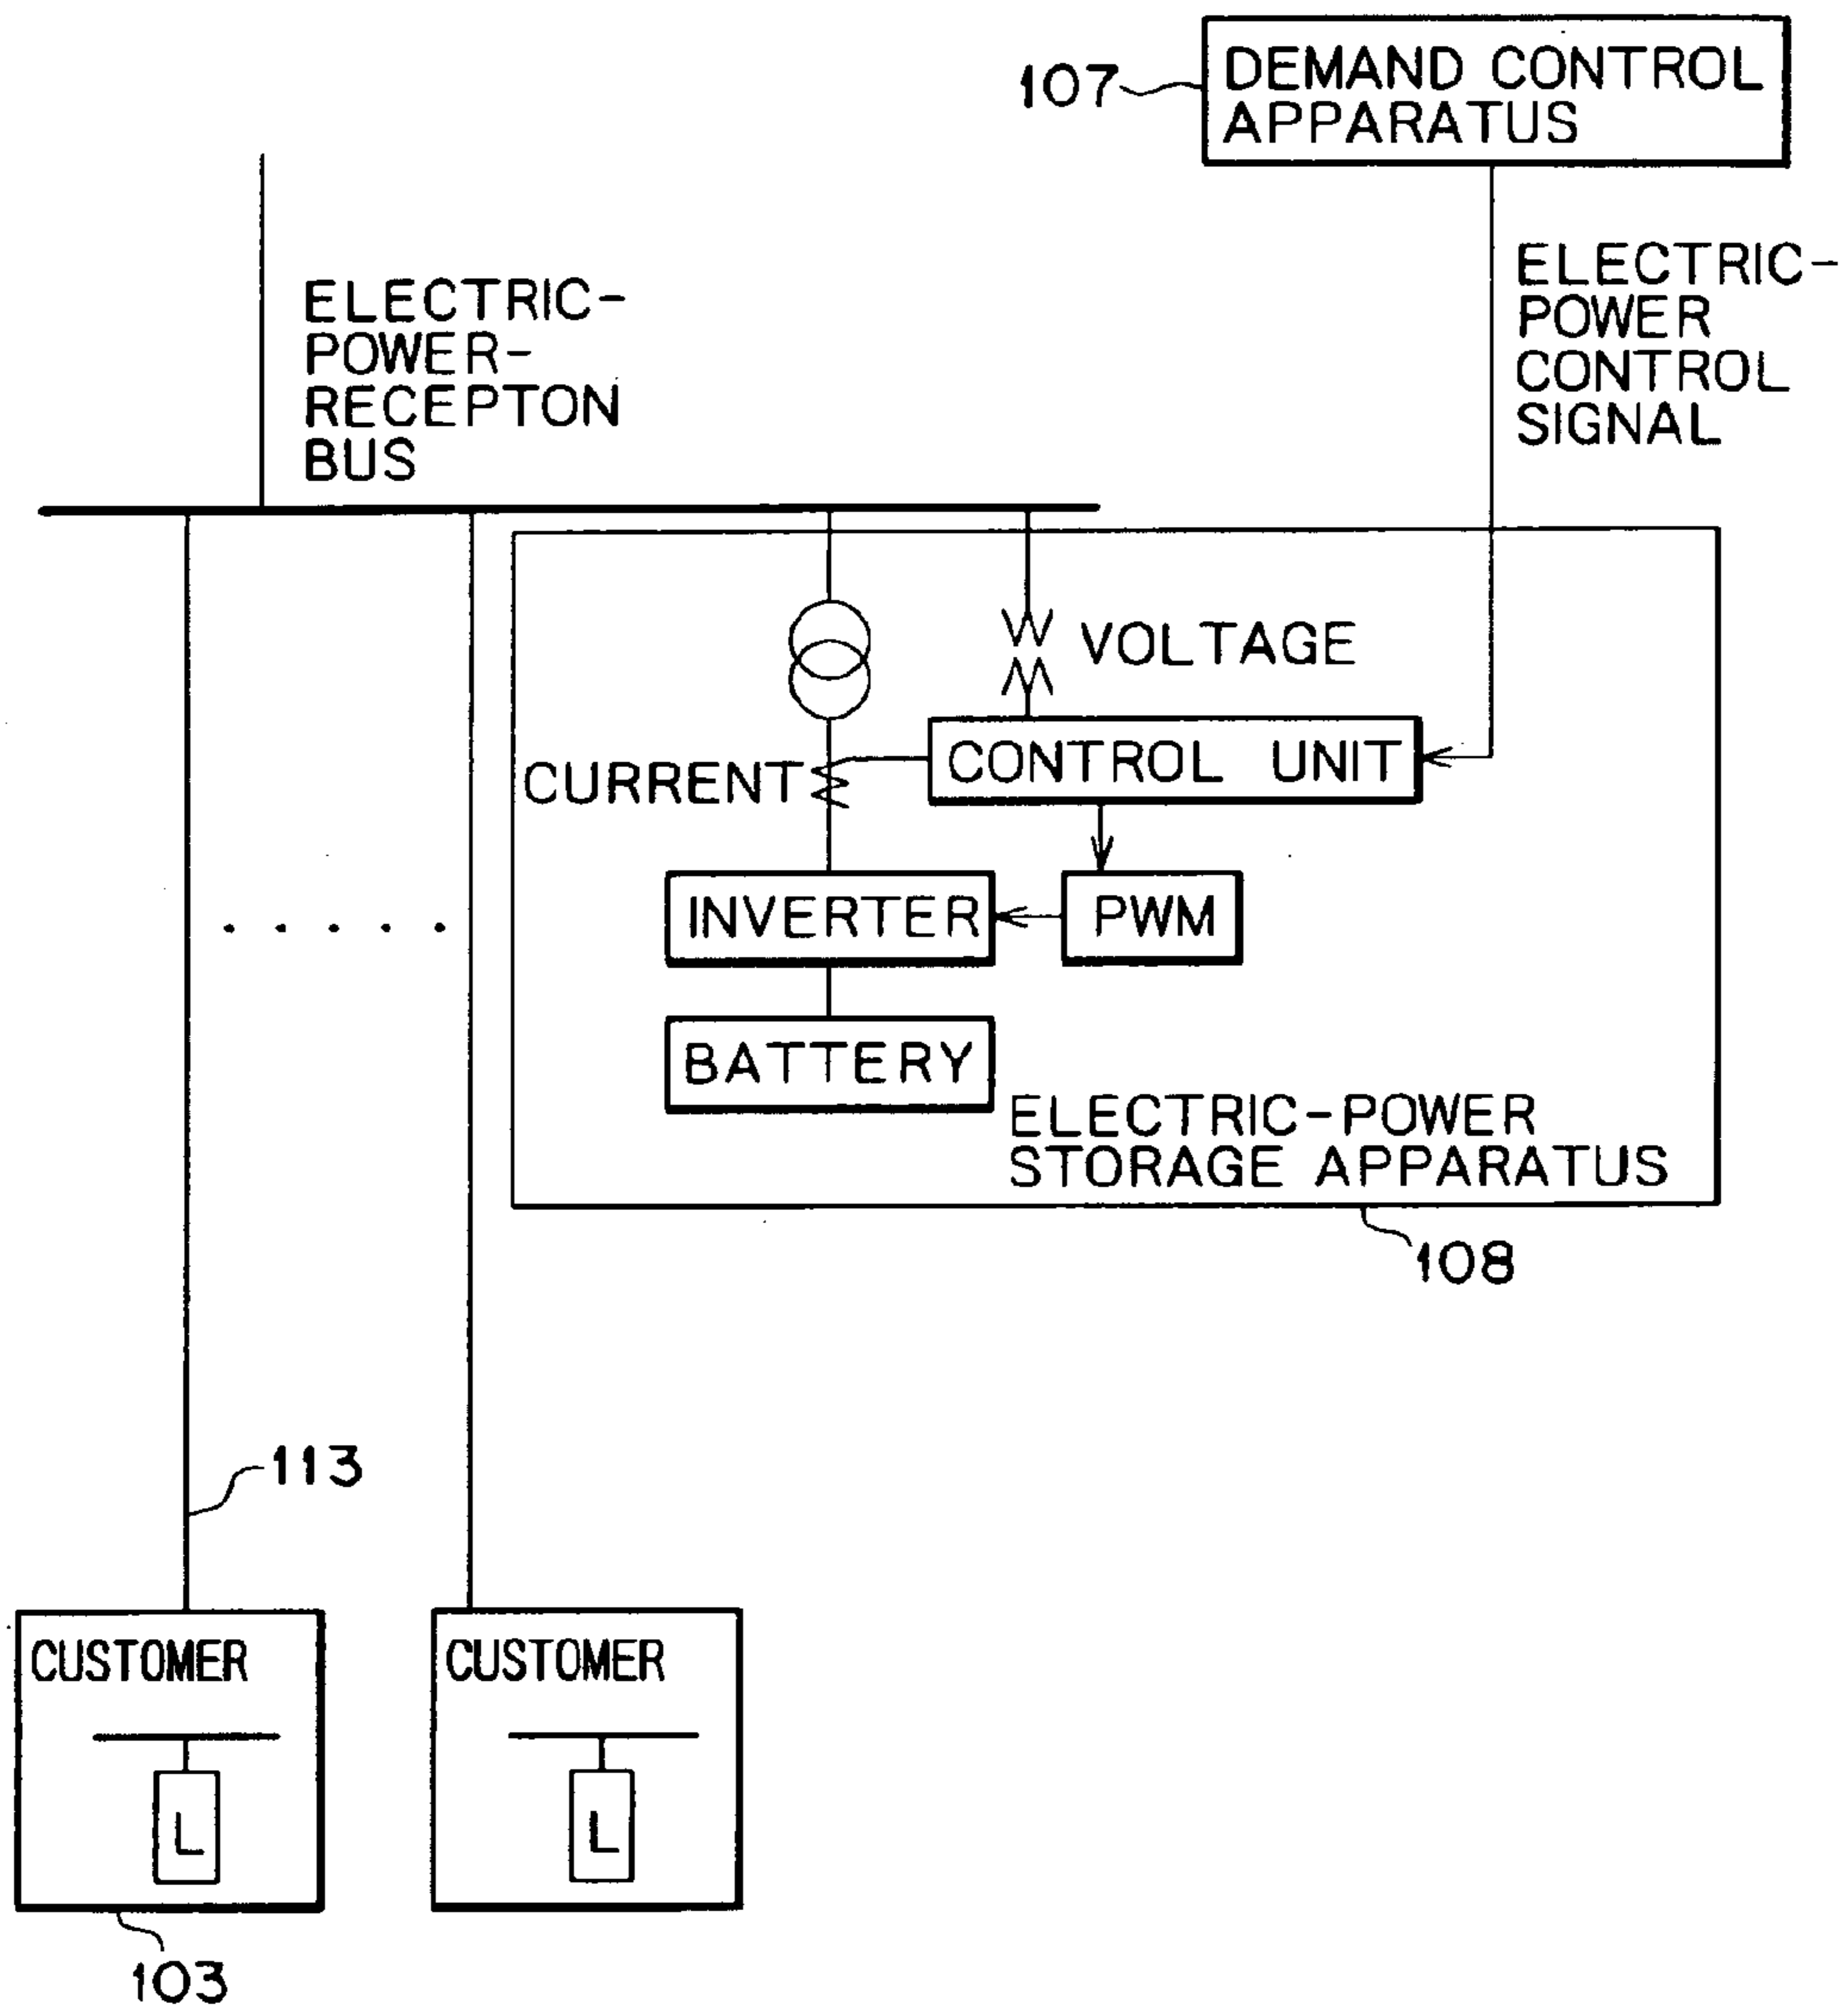 107
DEMAND CONTROL
APPARATUS
ELECTRIC-
POWER-
RECEPTON
BUS
ELECTRIC-
POWER
CONTROL
SIGNAL
VOLTAGE
CURRENT
CONTROL UNIT
INVERTER
PWM
BATTERY
ELECTRIC-POWER
STORAGE APPARATUS
108
113
CUSTOMER
L
103
CUSTOMER
L